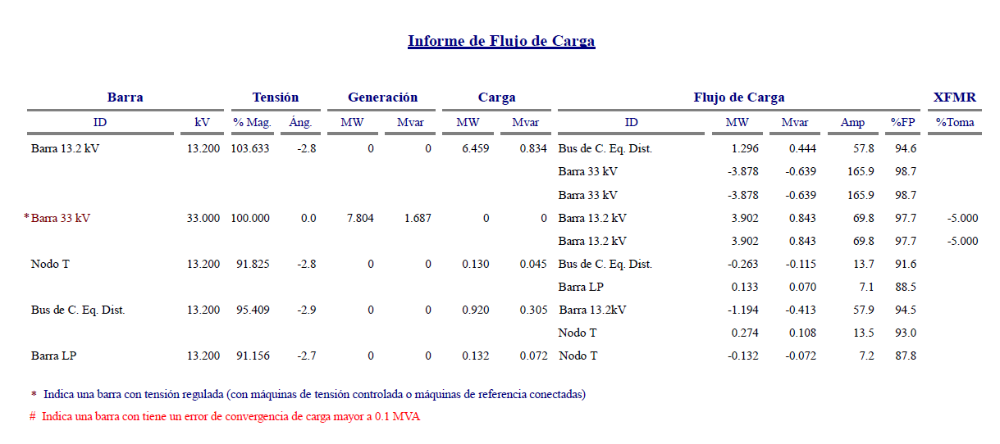 Informe de Flujo de Carga
Barra Tensión Generación Carga Flujo de Carga XFMR
ID kV % Mag. Áng. MW Mvar MW Mvar ID MW Mvar Amp %FP %Toma
Barra 13.2 kV 13.200 103.633 -2.8 0 0 6.459 0.834 Bus de C. Eq. Dist. 1.296 0.444 57.8 94.6
Barra 33 kV -3.878 -0.639 165.9 98.7
Barra 33 kV -3.878 -0.639 165.9 98.7
*Barra 33 kV 33.000 100.000 0.0 7.804 1.687 0 0 Barra 13.2 kV 3.902 0.843 69.8 97.7 -5.000
Barra 13.2 kV 3.902 0.843 69.8 97.7 -5.000
Nodo T 13.200 91.825 -2.8 0 0 0.130 0.045 Bus de C. Eq. Dist. -0.263 -0.115 13.7 91.6
Barra LP 0.133 0.070 7.1 88.5
Bus de C. Eq. Dist. 13.200 95.409 -2.9 0 0 0.920 0.305 Barra 13.2kV -1.194 -0.413 57.9 94.5
Nodo T 0.274 0.108 13.5 93.0
Barra LP 13.200 91.156 -2.7 0 0 0.132 0.072 Nodo T -0.132 -0.072 7.2 87.8
* Indica una barra con tensión regulada (con máquinas de tensión controlada o máquinas de referencia conectadas)
# Indica una barra con tiene un error de convergencia de carga mayor a 0.1 MVA